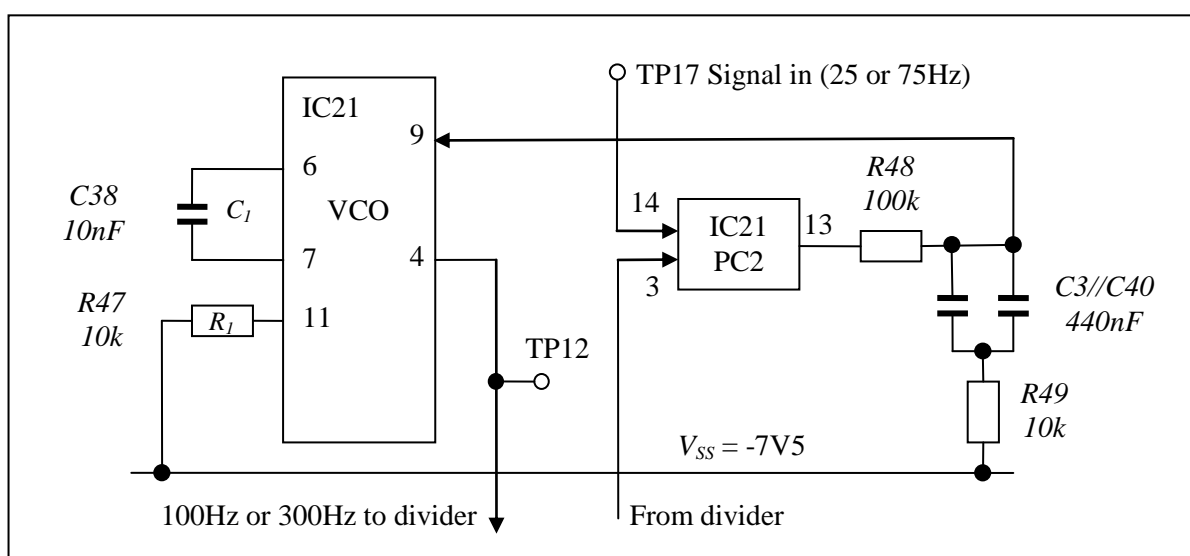 TP17 Signal in (25 or 75Hz)
IC21
9
6
R48
100k
C38
10nF
C1
VCO
14
IC21
PC2
13
7
4
3
C3//C40
440nF
R47
10k
R1
11
TP12
R49
10k
VSS = -7V5
100Hz or 300Hz to divider
From divider